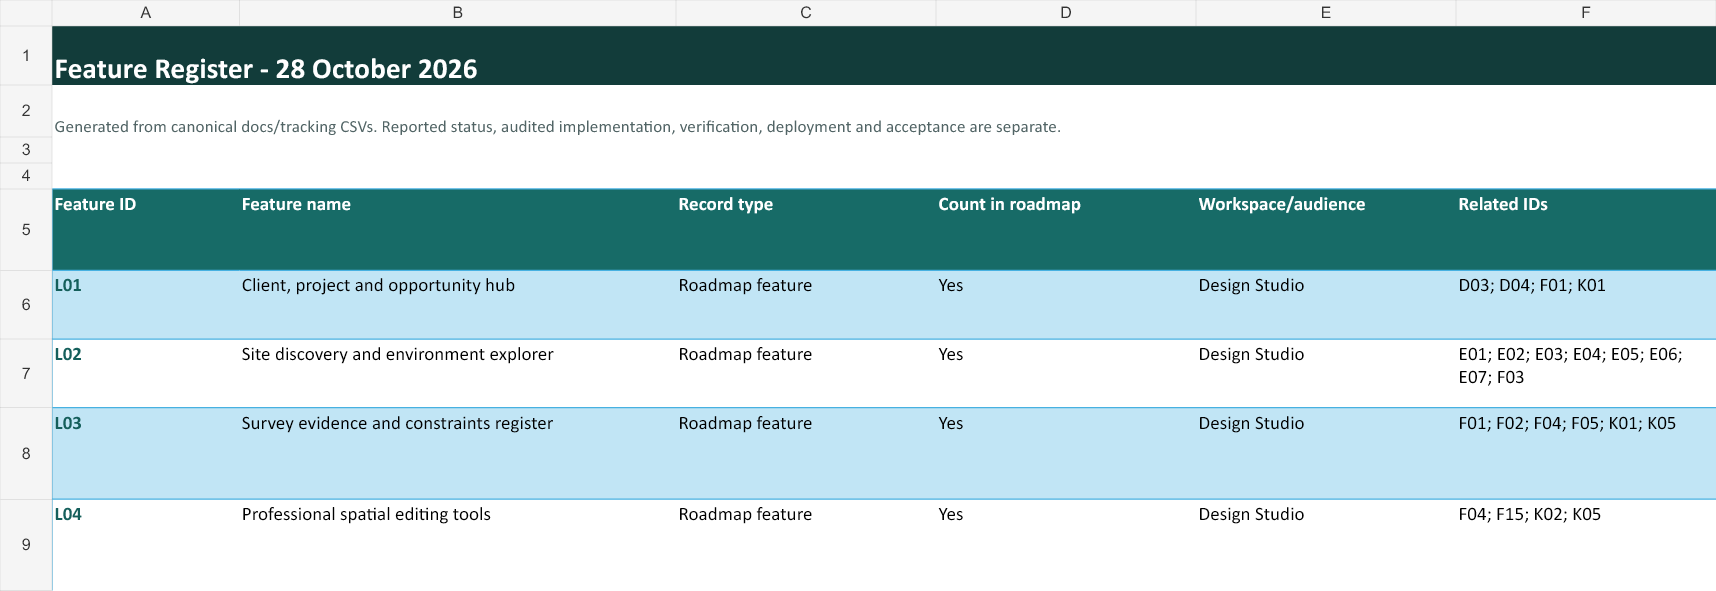 A B C D E F
1 Feature Register - 28 October 2026
2 Generated from canonical docs/tracking CSVs. Reported status, audited implementation, verification, deployment and acceptance are separate.
3
4
5 Feature ID Feature name Record type Count in roadmap Workspace/audience Related IDs
6 L01 Client, project and opportunity hub Roadmap feature Yes Design Studio D03; D04; F01; K01
7 L02 Site discovery and environment explorer Roadmap feature Yes Design Studio E01; E02; E03; E04; E05; E06;
E07; F03
8 L03 Survey evidence and constraints register Roadmap feature Yes Design Studio F01; F02; F04; F05; K01; K05
9 L04 Professional spatial editing tools Roadmap feature Yes Design Studio F04; F15; K02; K05